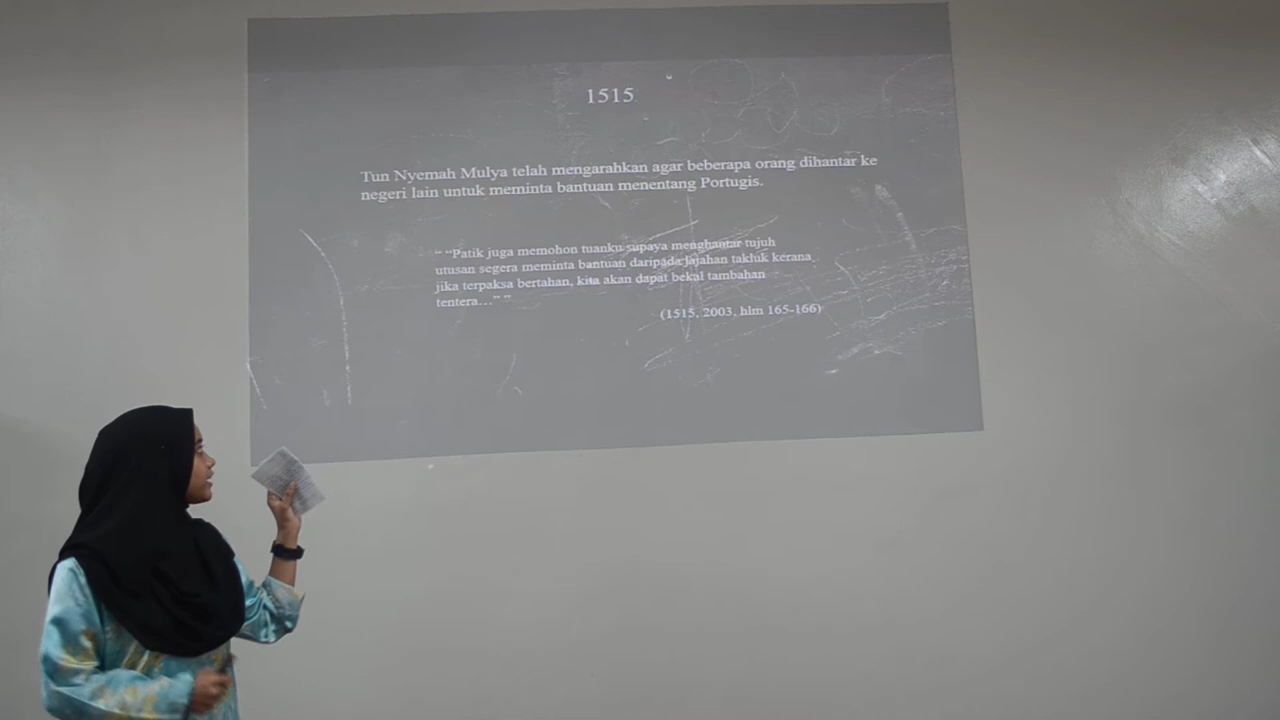 1515
Tun Nyemah Mulya telah mengarahkan agar beberapa orang dihantar ke
negeri lain untuk meminta bantuan menentang Portugis.
“ “Patik juga memohon tuanku supaya menghantar tujuh
utusan segera meminta bantuan daripada jajahan takluk kerana
jika terpaksa bertahan, kita akan dapat bekal tambahan
tentera…” ”
(1515, 2003, hlm 165-166)